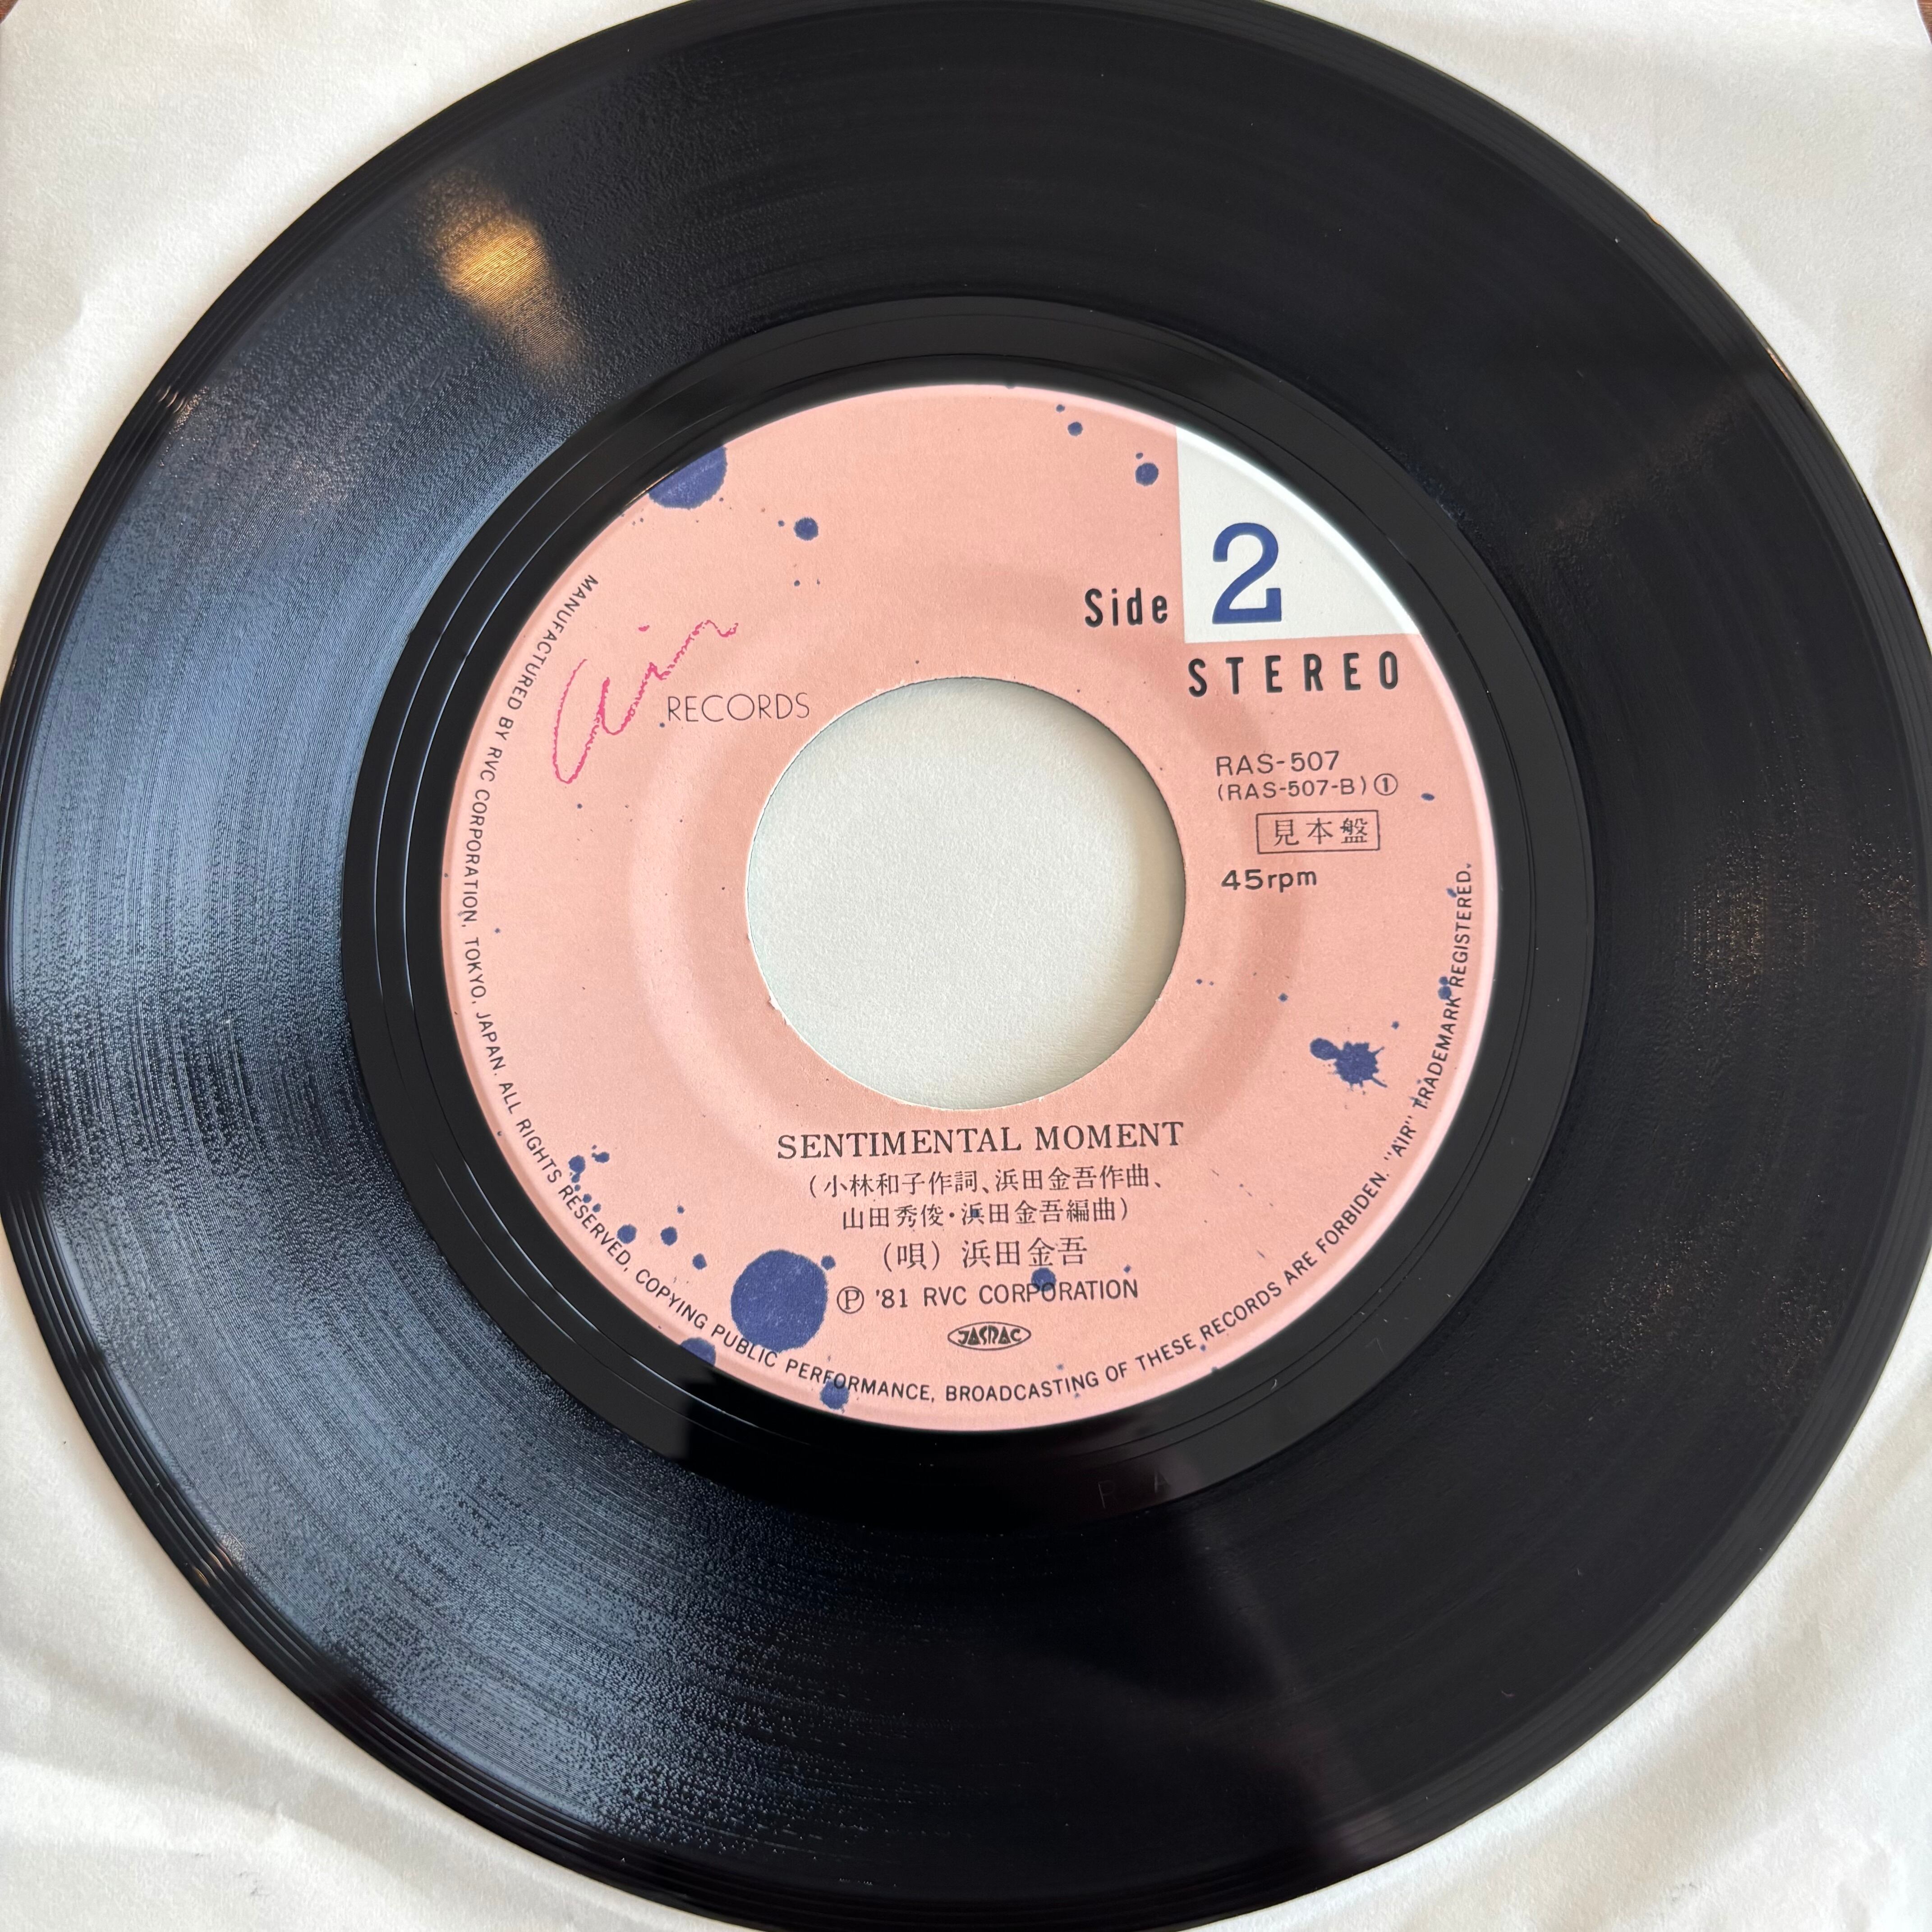 Side 2
STEREO
Air RECORDS
RAS-507
(RAS-507-B)①
見本盤
45rpm
SENTIMENTAL MOMENT
(小林和子作詞、浜田金吾作曲、
山田秀俊・浜田金吾編曲)
(唄) 浜田金吾
Ⓟ '81 RVC CORPORATION
JASRAC
MANUFACTURED BY RVC CORPORATION, TOKYO, JAPAN. ALL RIGHTS RESERVED, COPYING PUBLIC PERFORMANCE, BROADCASTING OF THESE RECORDS ARE FORBIDDEN. "AIR" TRADEMARK REGISTERED.